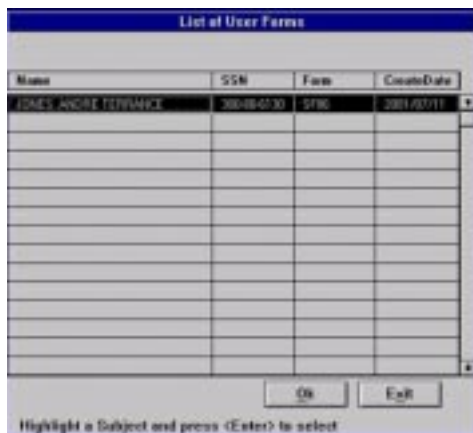 List of User Forms
Name SSN Form CreateDate
JONES, ANDRE TERRANCE SF86 2001/07/11
Ok Exit
Highlight a Subject and press <Enter> to select